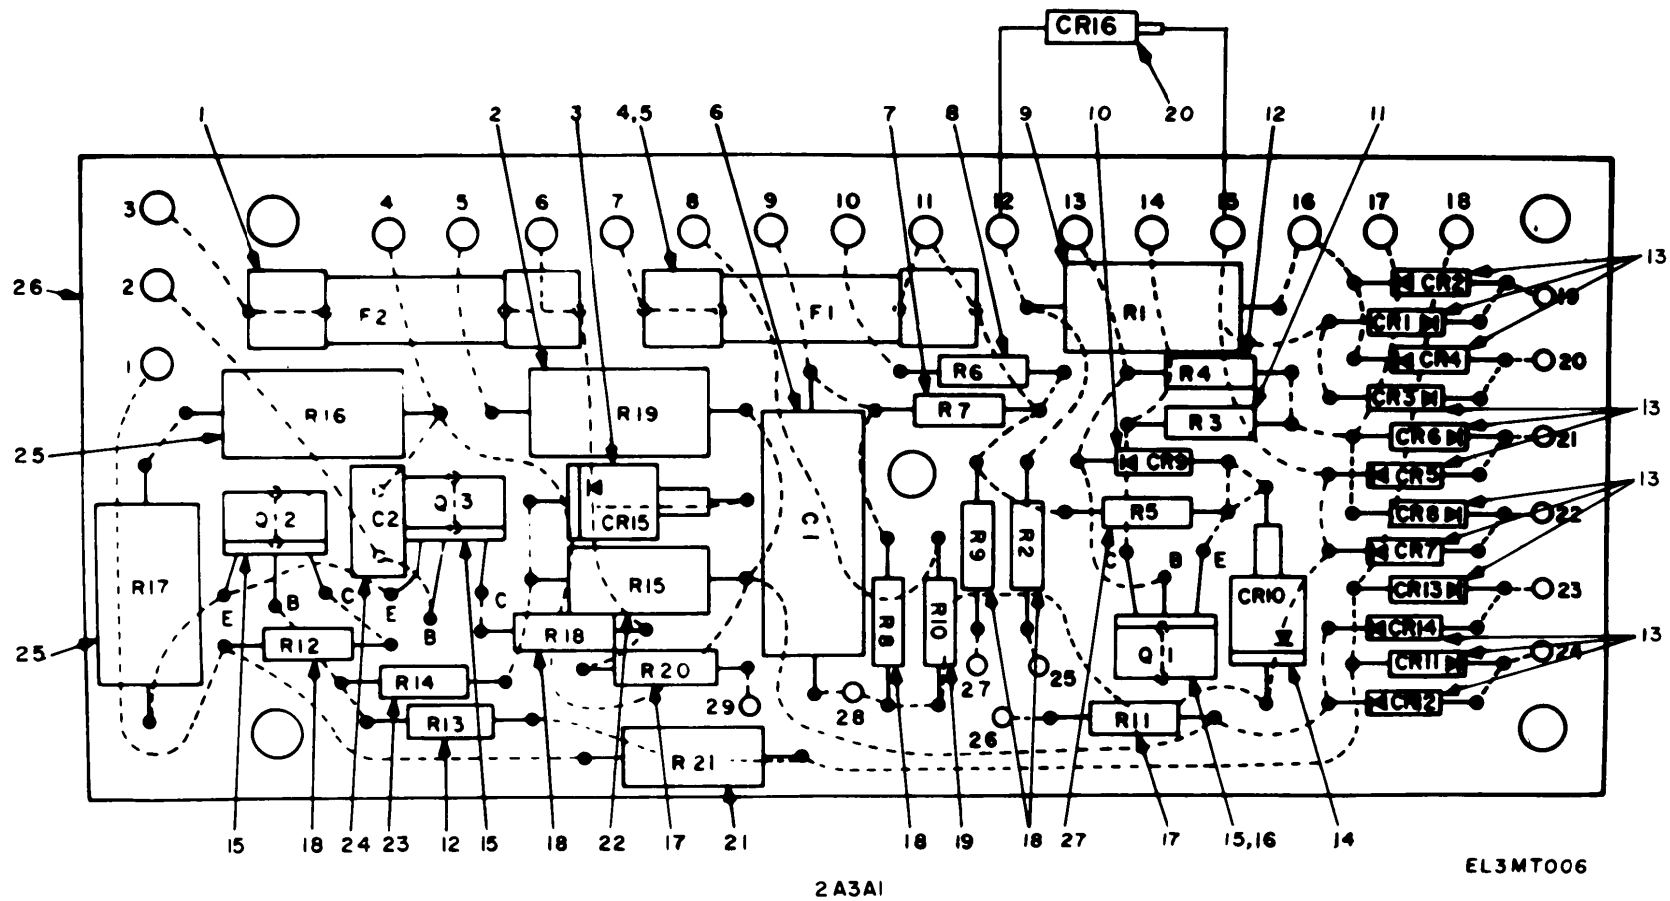 CR16
1 2 3 4,5 6 7 8 9 10 20 12 11
3 4 5 6 7 8 9 10 11 12 13 14 15 16 17 18
26 2
F2 F1 R1 CR2 13
19
CR1
1 R6 R4 CR4 20
R16 R19 R7 R3 CR3 13
25 CR6 21
CR9 CR5
Q 2 C2 Q 3 CR15 C1 R9 R2 R5 CR8 22 13
R17 C B E CR7
R15 CR10 CR13 23
E B C E B C R18 R8 R10 CR14 13
25 R12 R20 27 25 Q 1 CR11 24
R14 29 28 CR12
R13 26 R11
R 21
15 18 24 23 12 15 18 22 17 21 18 19 18 27 17 15,16 14
EL3MT006
2A3A1